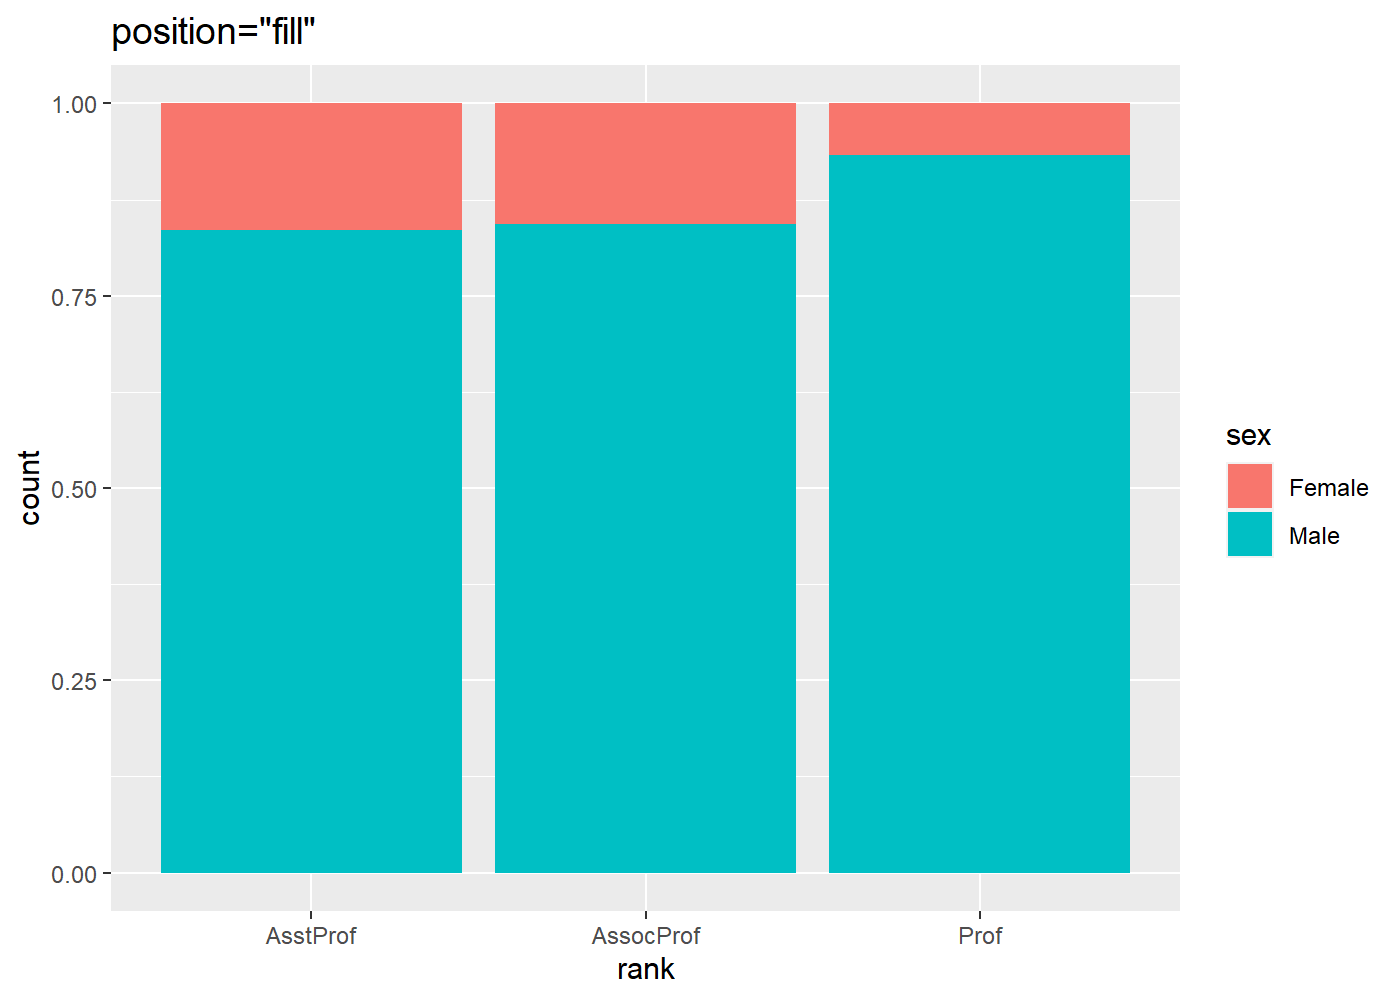 position="fill"
1.00
0.75
0.50
0.25
0.00
count
AsstProf
AssocProf
Prof
rank
sex
Female
Male